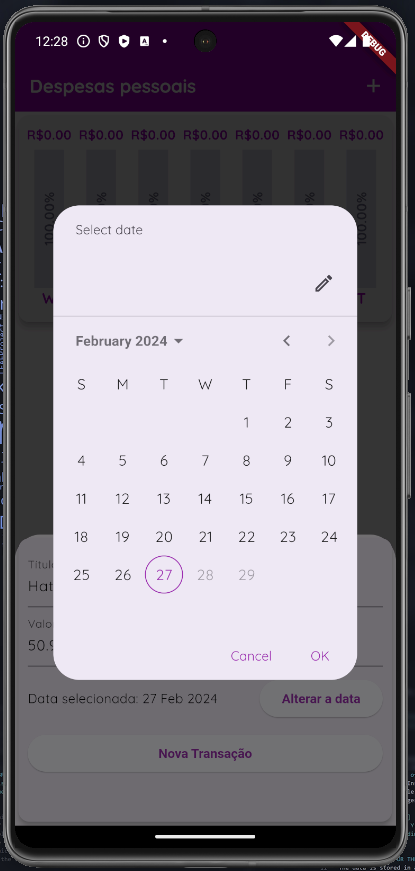 12:28
DEBUG
Despesas pessoais
R$0.00 R$0.00 R$0.00 R$0.00 R$0.00 R$0.00 R$0.00
100.00% 100.00%
W T
Select date
February 2024
S M T W T F S
1 2 3
4 5 6 7 8 9 10
11 12 13 14 15 16 17
18 19 20 21 22 23 24
25 26 27 28 29
Cancel OK
Hat
50.9
Data selecionada: 27 Feb 2024 Alterar a data
Nova Transação